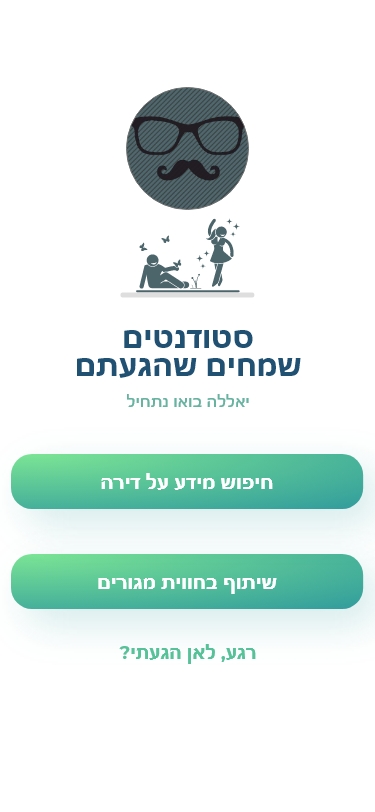 סטודנטים
שמחים שהגעתם
יאללה בואו נתחיל
חיפוש מידע על דירה
שיתוף בחווית מגורים
רגע, לאן הגעתי?